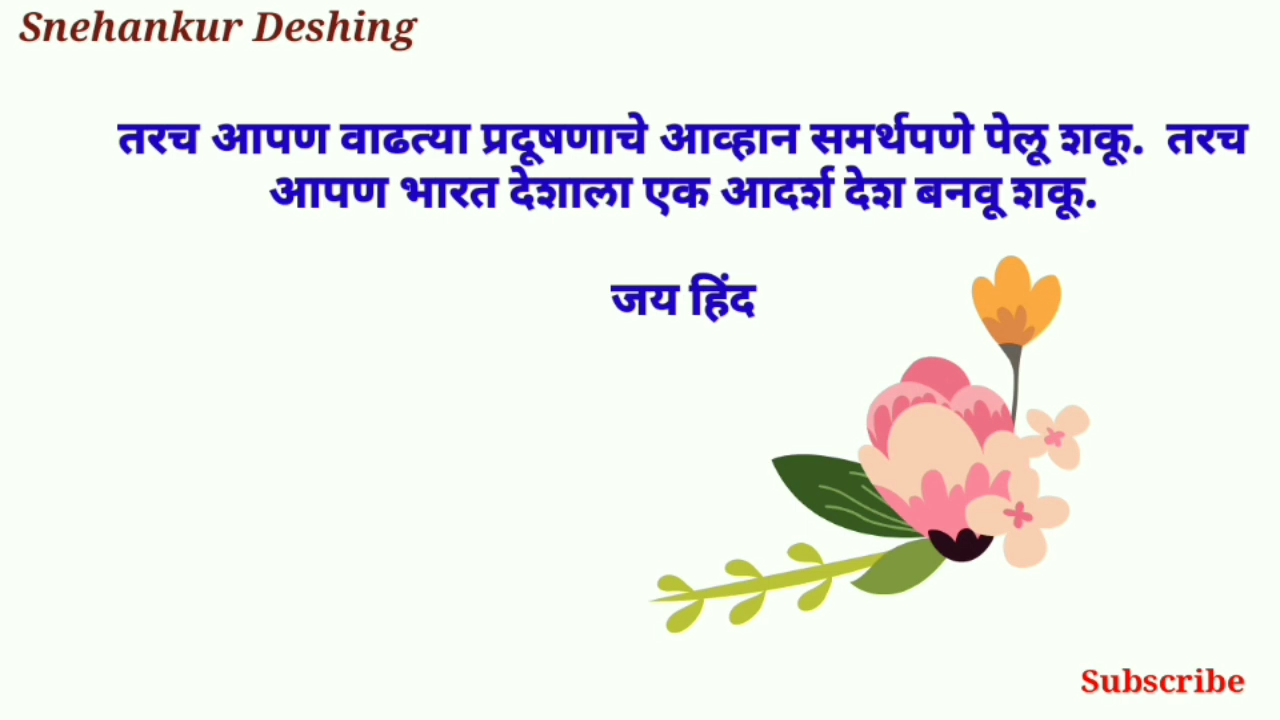 Snehankur Deshing
तरच आपण वाढत्या प्रदूषणाचे आव्हान समर्थपणे पेलू शकू. तरच
आपण भारत देशाला एक आदर्श देश बनवू शकू.
जय हिंद
Subscribe